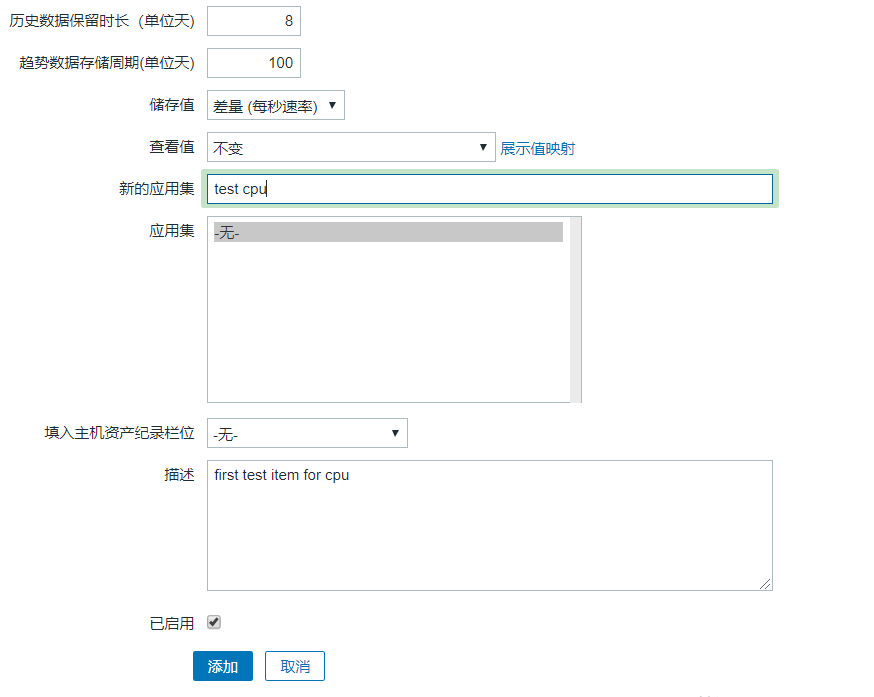 历史数据保留时长（单位天) 8
趋势数据存储周期(单位天) 100
储存值 差量 (每秒速率)
查看值 不变 展示值映射
新的应用集 test cpu
应用集 -无-
填入主机资产纪录栏位 -无-
描述 first test item for cpu
已启用
添加 取消